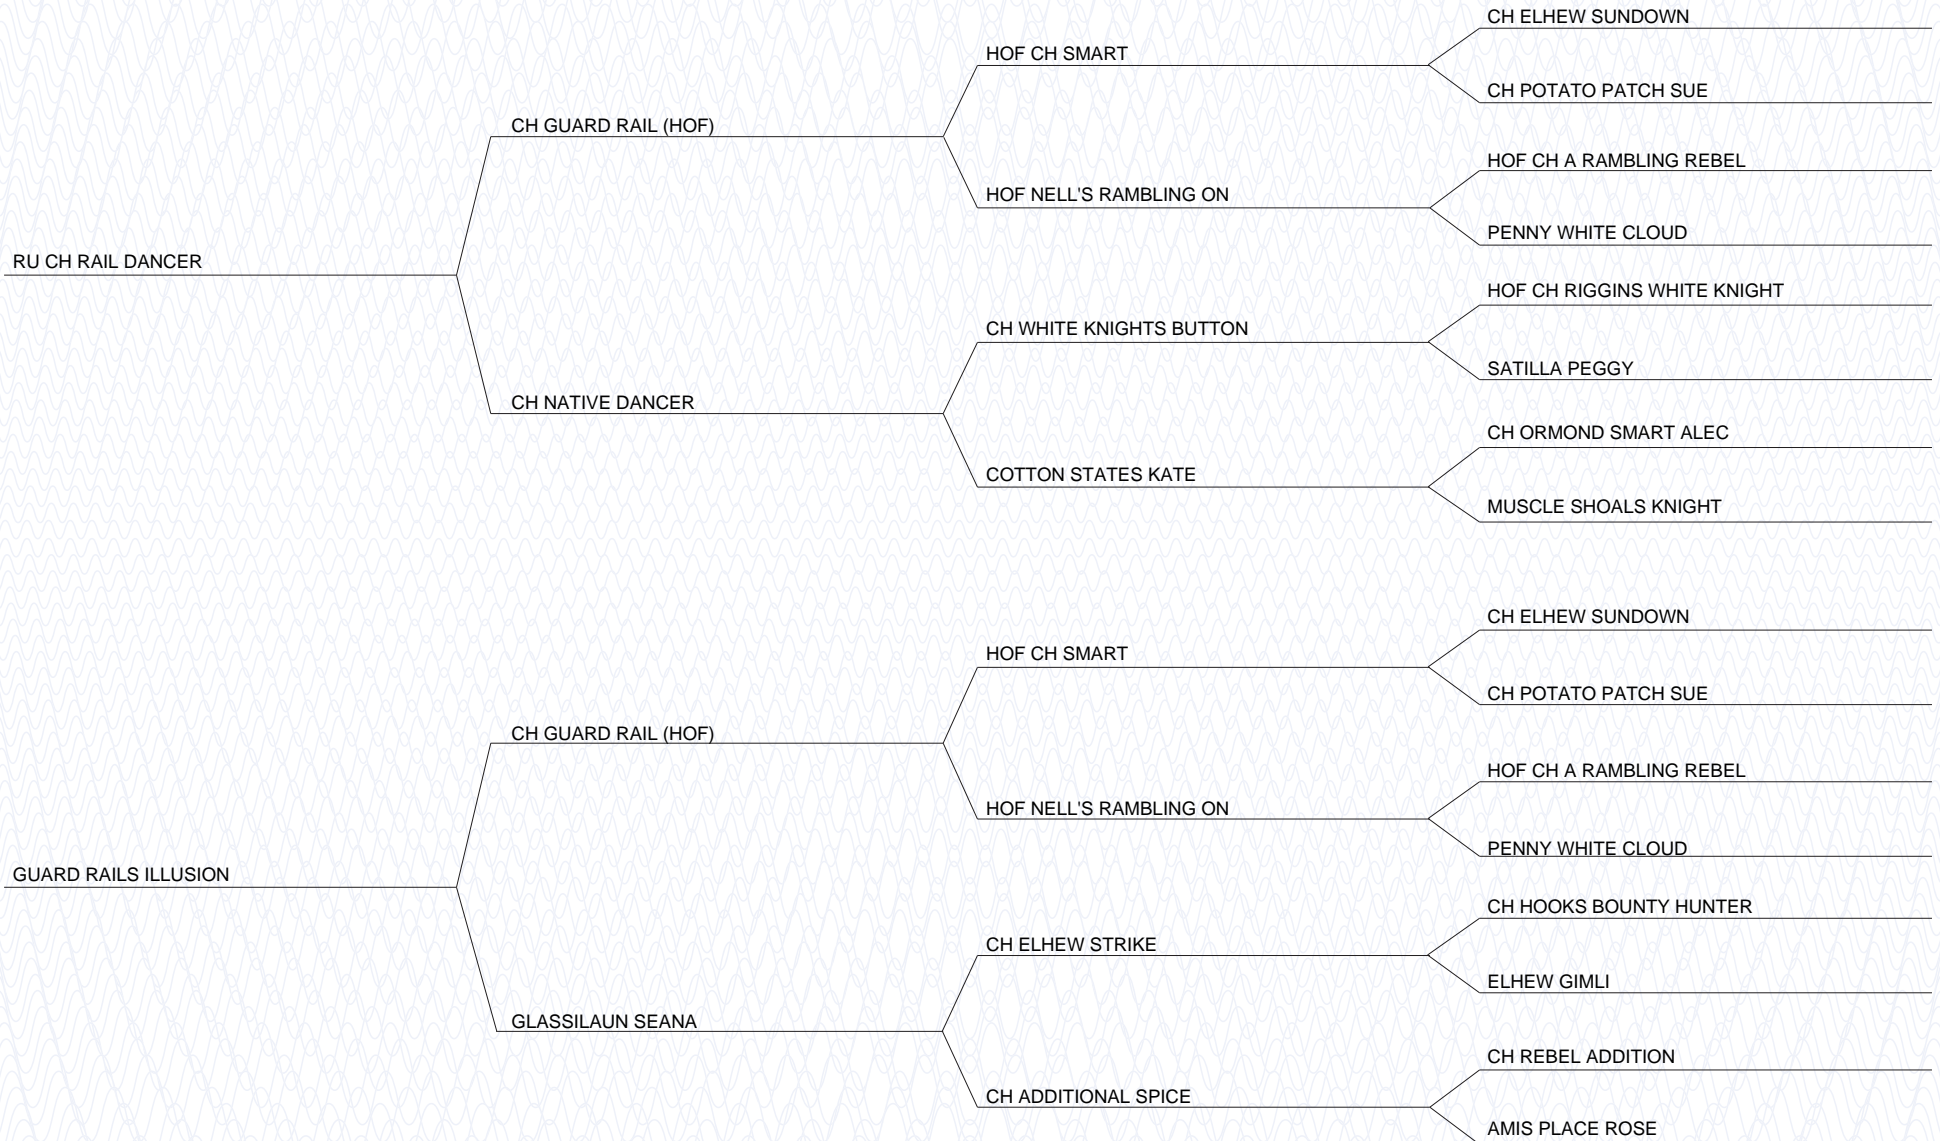 CH ELHEW SUNDOWN
HOF CH SMART
CH POTATO PATCH SUE
CH GUARD RAIL (HOF)
HOF CH A RAMBLING REBEL
HOF NELL'S RAMBLING ON
PENNY WHITE CLOUD
RU CH RAIL DANCER
HOF CH RIGGINS WHITE KNIGHT
CH WHITE KNIGHTS BUTTON
SATILLA PEGGY
CH NATIVE DANCER
CH ORMOND SMART ALEC
COTTON STATES KATE
MUSCLE SHOALS KNIGHT
CH ELHEW SUNDOWN
HOF CH SMART
CH POTATO PATCH SUE
CH GUARD RAIL (HOF)
HOF CH A RAMBLING REBEL
HOF NELL'S RAMBLING ON
PENNY WHITE CLOUD
GUARD RAILS ILLUSION
CH HOOKS BOUNTY HUNTER
CH ELHEW STRIKE
ELHEW GIMLI
GLASSILAUN SEANA
CH REBEL ADDITION
CH ADDITIONAL SPICE
AMIS PLACE ROSE